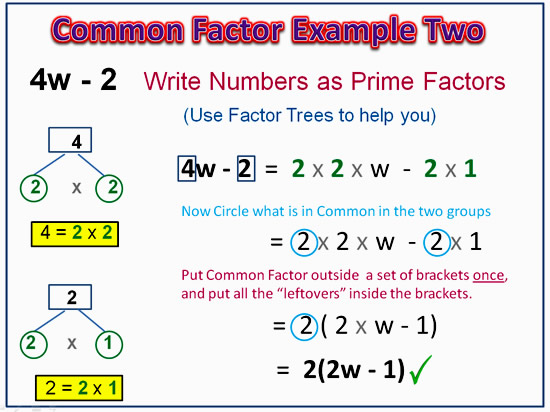 Common Factor Example Two
4w - 2 Write Numbers as Prime Factors
(Use Factor Trees to help you)
4
2 x 2
4 = 2 x 2
4w - 2 = 2 x 2 x w - 2 x 1
Now Circle what is in Common in the two groups
= 2 x 2 x w - 2 x 1
Put Common Factor outside a set of brackets once,
and put all the “leftovers” inside the brackets.
2
2 x 1
2 = 2 x 1
= 2 ( 2 x w - 1)
= 2(2w - 1) ✓